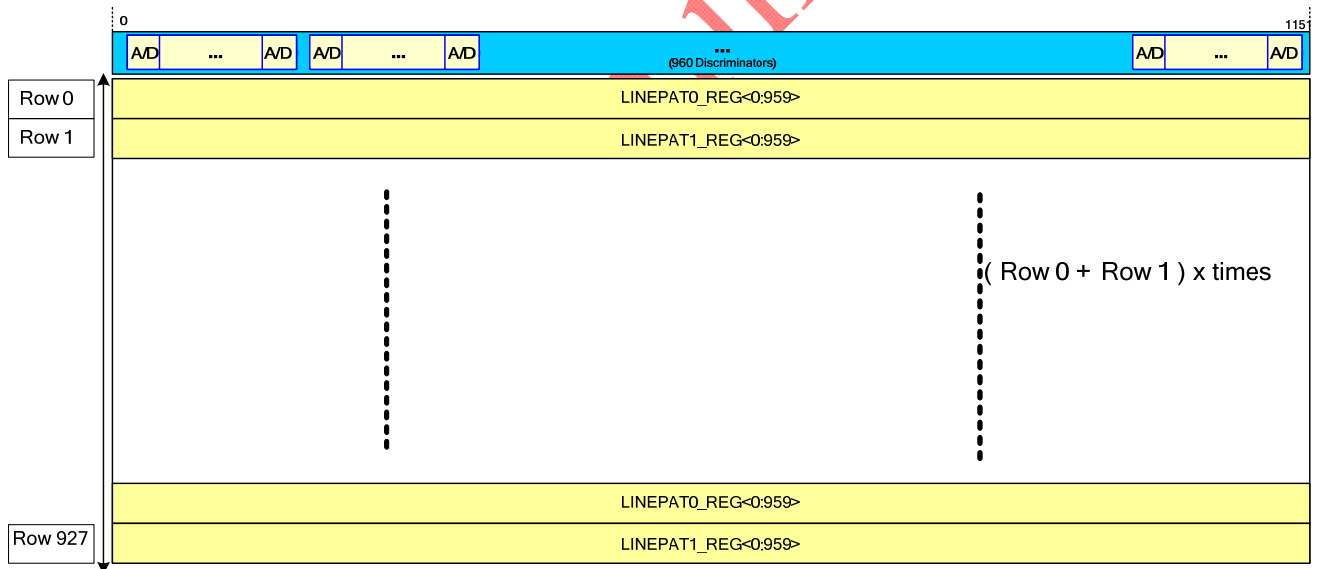 0 1151
A/D ... A/D A/D ... A/D ... A/D ... A/D
(960 Discriminators)
Row 0 LINEPAT0_REG<0:959>
Row 1 LINEPAT1_REG<0:959>
( Row 0 + Row 1 ) x times
LINEPAT0_REG<0:959>
Row 927 LINEPAT1_REG<0:959>